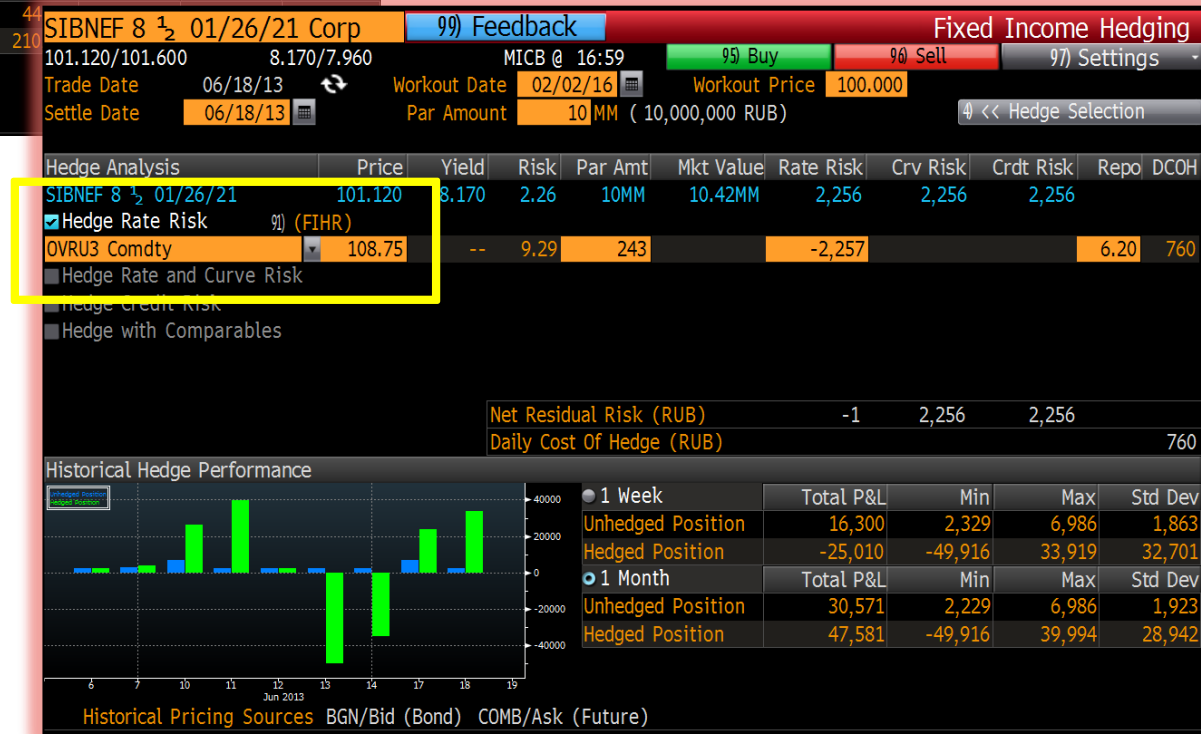 44
210
SIBNEF 8 ½ 01/26/21 Corp 99) Feedback Fixed Income Hedging
101.120/101.600 8.170/7.960 MICB @ 16:59 95) Buy 96) Sell 97) Settings
Trade Date 06/18/13 Workout Date 02/02/16 Workout Price 100.000
Settle Date 06/18/13 Par Amount 10 MM ( 10,000,000 RUB) 4) << Hedge Selection
Hedge Analysis Price Yield Risk Par Amt Mkt Value Rate Risk Crv Risk Crdt Risk Repo DCOH
SIBNEF 8 ½ 01/26/21 101.120 8.170 2.26 10MM 10.42MM 2,256 2,256 2,256
Hedge Rate Risk 91) (FIHR)
OVRU3 Comdty 108.75 -- 9.29 243 -2,257 6.20 760
Hedge Rate and Curve Risk
Hedge Credit Risk
Hedge with Comparables
Net Residual Risk (RUB) -1 2,256 2,256
Daily Cost Of Hedge (RUB) 760
Historical Hedge Performance
Unhedged Position
Hedged Position
40000
20000
0
-20000
-40000
6 7 10 11 12 13 14 17 18 19
Jun 2013
1 Week Total P&L Min Max Std Dev
Unhedged Position 16,300 2,329 6,986 1,863
Hedged Position -25,010 -49,916 33,919 32,701
1 Month Total P&L Min Max Std Dev
Unhedged Position 30,571 2,229 6,986 1,923
Hedged Position 47,581 -49,916 39,994 28,942
Historical Pricing Sources BGN/Bid (Bond) COMB/Ask (Future)